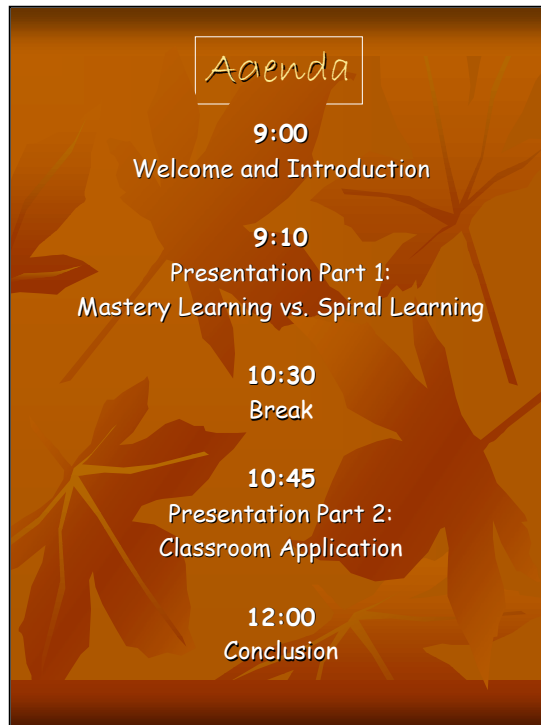 Agenda
9:00
Welcome and Introduction
9:10
Presentation Part 1:
Mastery Learning vs. Spiral Learning
10:30
Break
10:45
Presentation Part 2:
Classroom Application
12:00
Conclusion